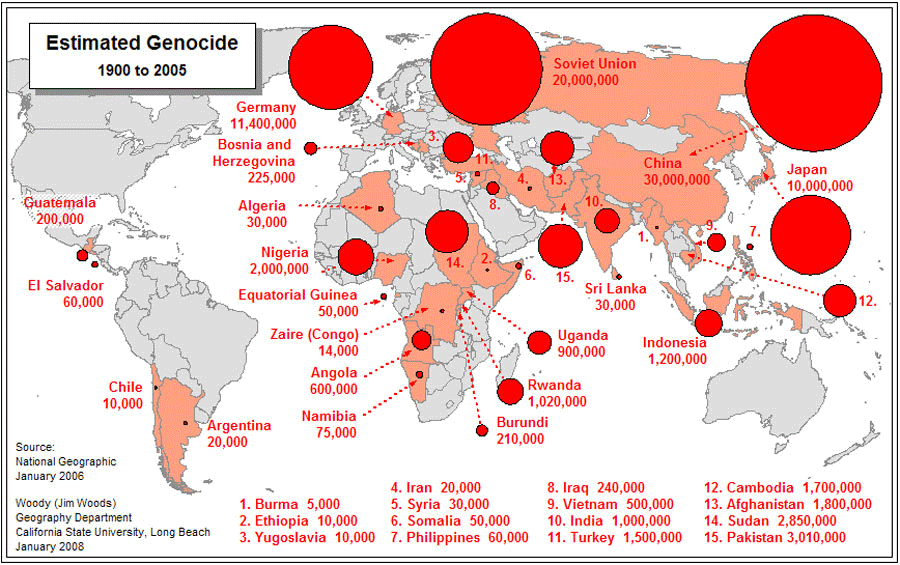 Estimated Genocide
1900 to 2005
Soviet Union
20,000,000
Germany
11,400,000
Bosnia and
Herzegovina
225,000
3.
11.
5.
8.
4.
13.
10.
China
30,000,000
Japan
10,000,000
Guatemala
200,000
Algeria
30,000
El Salvador
60,000
Nigeria
2,000,000
14.
2.
6.
15.
1.
9.
7.
12.
Sri Lanka
30,000
Equatorial Guinea
50,000
Zaire (Congo)
14,000
Angola
600,000
Namibia
75,000
Uganda
900,000
Rwanda
1,020,000
Burundi
210,000
Indonesia
1,200,000
Chile
10,000
Argentina
20,000
Source:
National Geographic
January 2006
Woody (Jim Woods)
Geography Department
California State University, Long Beach
January 2008
1. Burma 5,000
2. Ethiopia 10,000
3. Yugoslavia 10,000
4. Iran 20,000
5. Syria 30,000
6. Somalia 50,000
7. Philippines 60,000
8. Iraq 240,000
9. Vietnam 500,000
10. India 1,000,000
11. Turkey 1,500,000
12. Cambodia 1,700,000
13. Afghanistan 1,800,000
14. Sudan 2,850,000
15. Pakistan 3,010,000